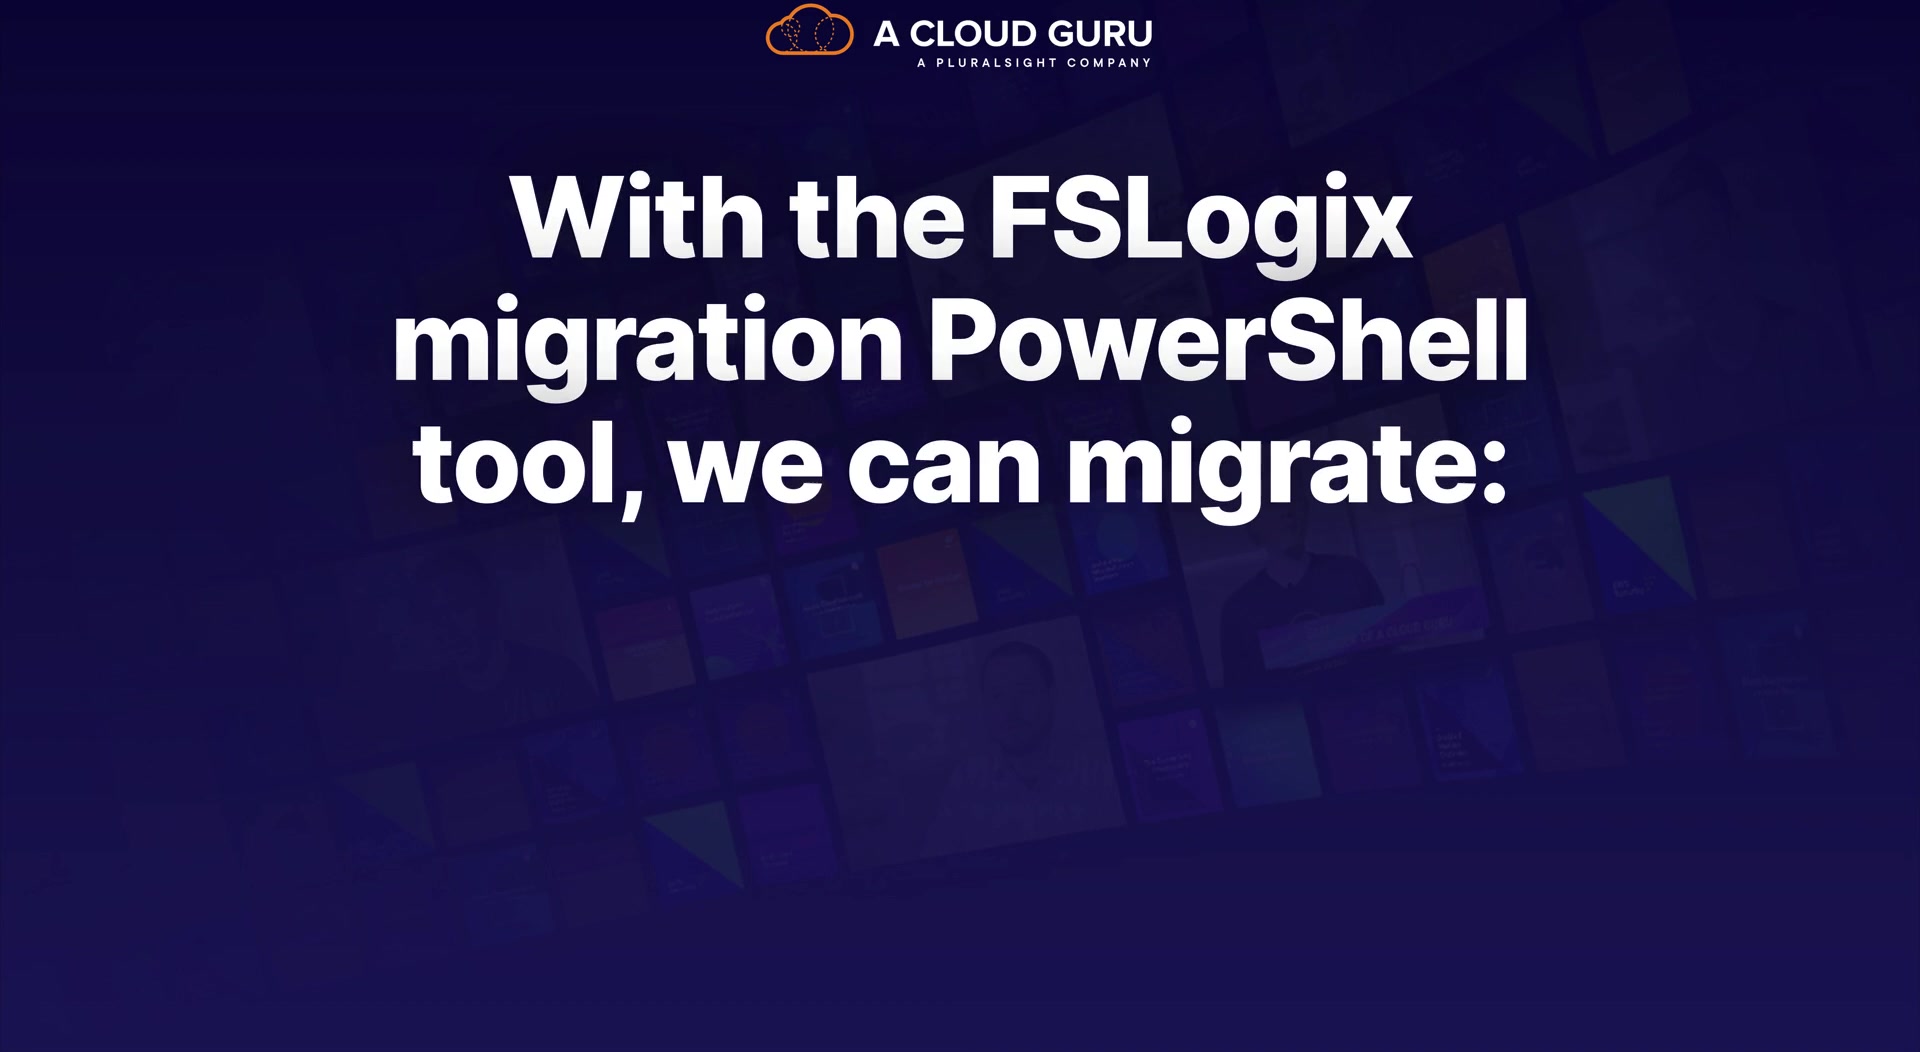 A CLOUD GURU
A PLURALSIGHT COMPANY
With the FSLogix
migration PowerShell
tool, we can migrate: